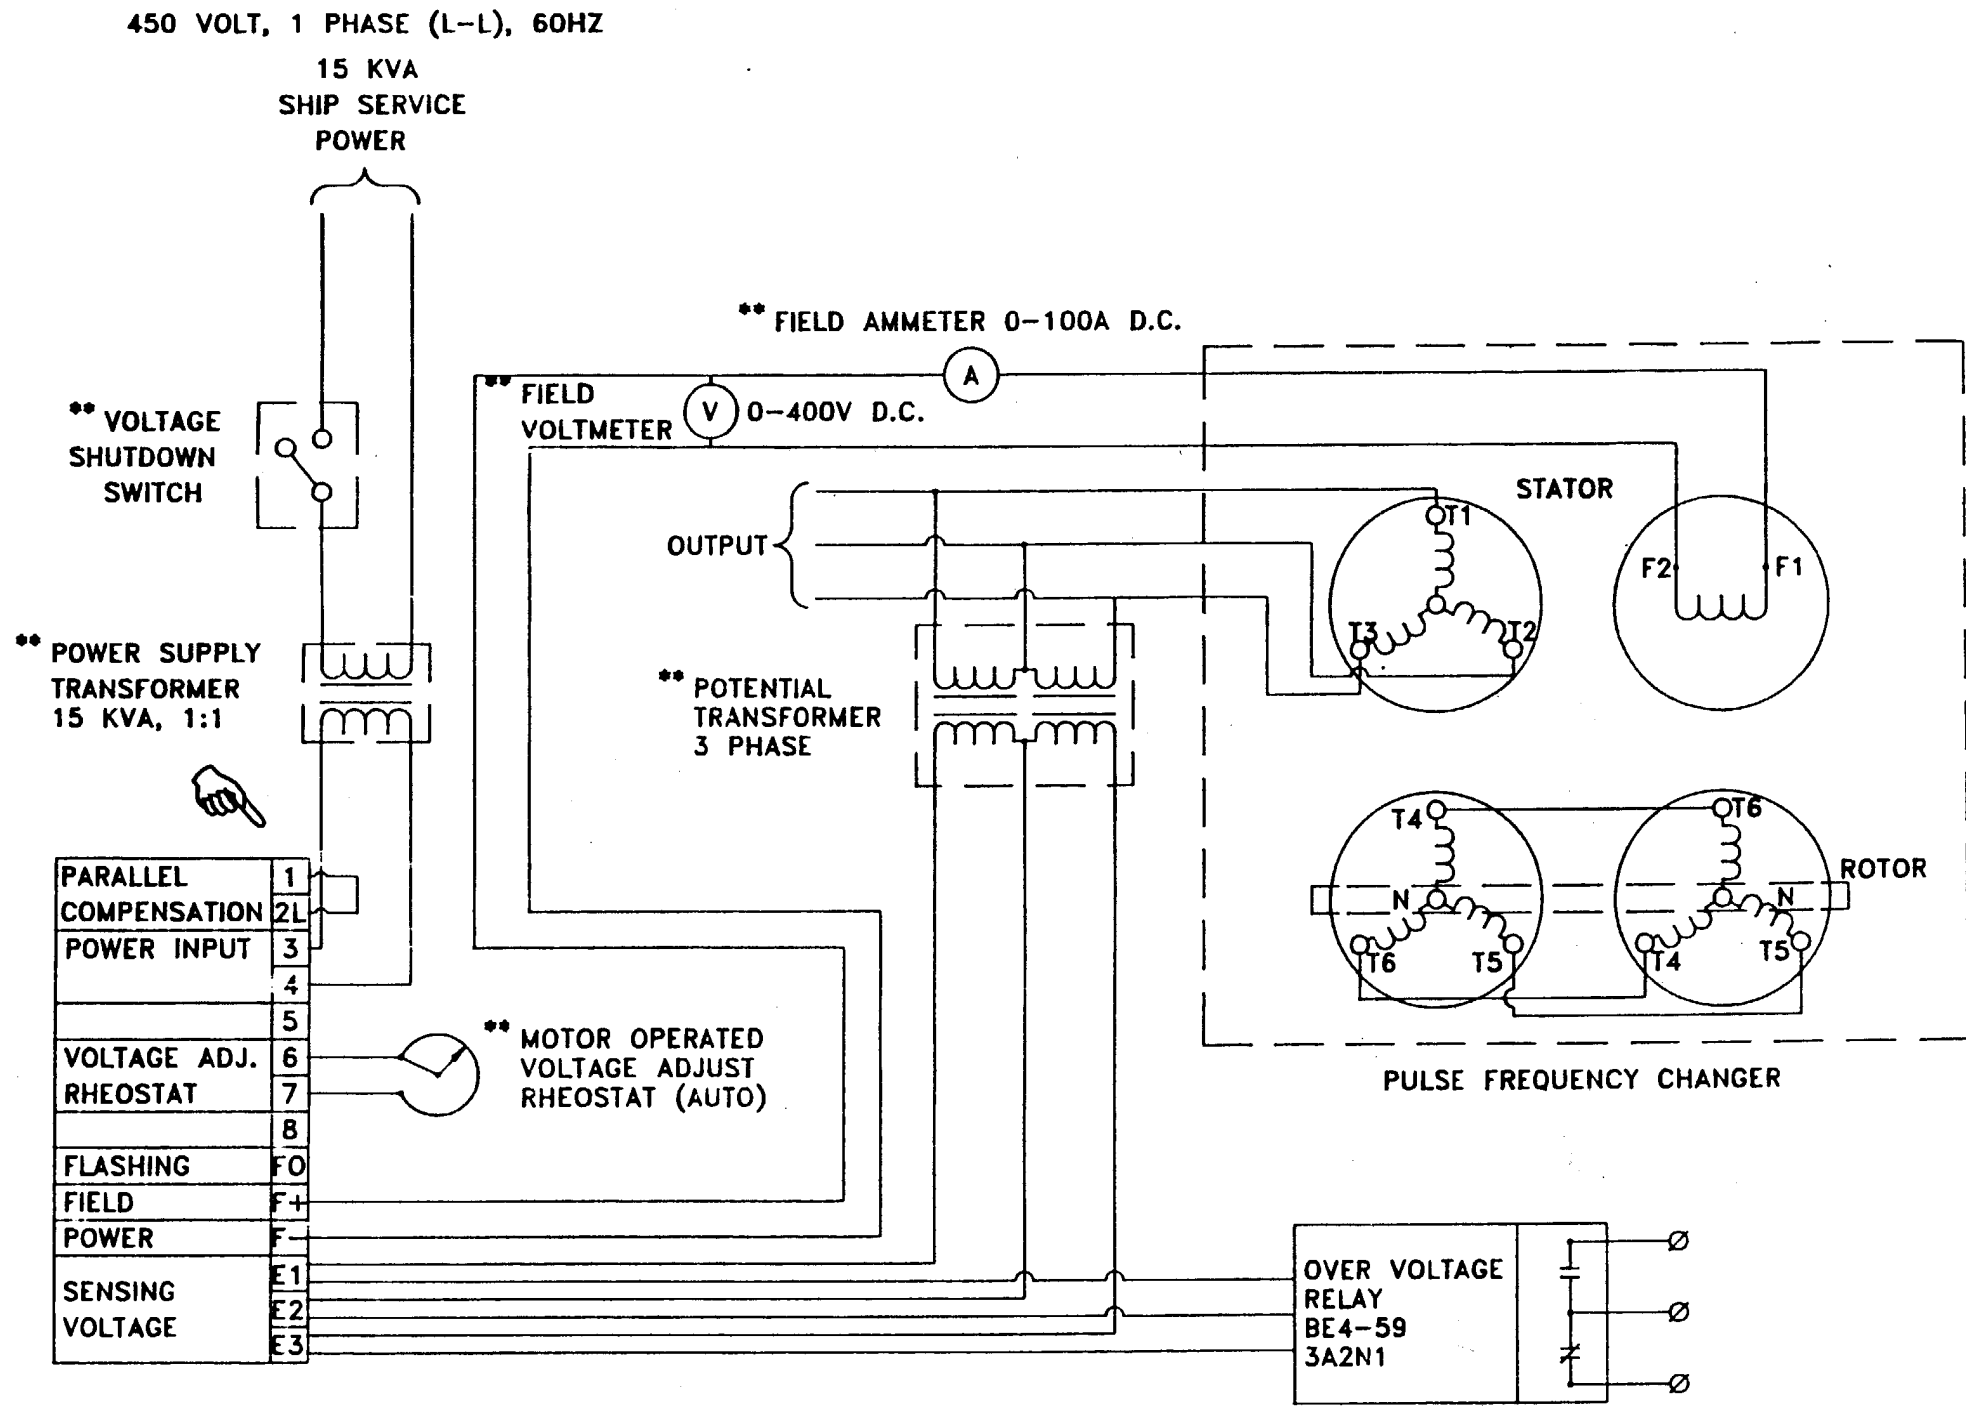 450 VOLT, 1 PHASE (L-L), 60HZ
15 KVA
SHIP SERVICE
POWER
** FIELD AMMETER 0-100A D.C.
A
** FIELD
VOLTMETER
V
0-400V D.C.
** VOLTAGE
SHUTDOWN
SWITCH
STATOR
T1
OUTPUT
F2
F1
T3
T2
** POWER SUPPLY
TRANSFORMER
15 KVA, 1:1
** POTENTIAL
TRANSFORMER
3 PHASE
T4
T6
ROTOR
N
N
T6
T5
T4
T5
PULSE FREQUENCY CHANGER
PARALLEL 1
COMPENSATION 2L
POWER INPUT 3
4
5
VOLTAGE ADJ. 6
RHEOSTAT 7
8
FLASHING FO
FIELD F+
POWER F-
SENSING
VOLTAGE
E1
E2
E3
** MOTOR OPERATED
VOLTAGE ADJUST
RHEOSTAT (AUTO)
OVER VOLTAGE
RELAY
BE4-59
3A2N1